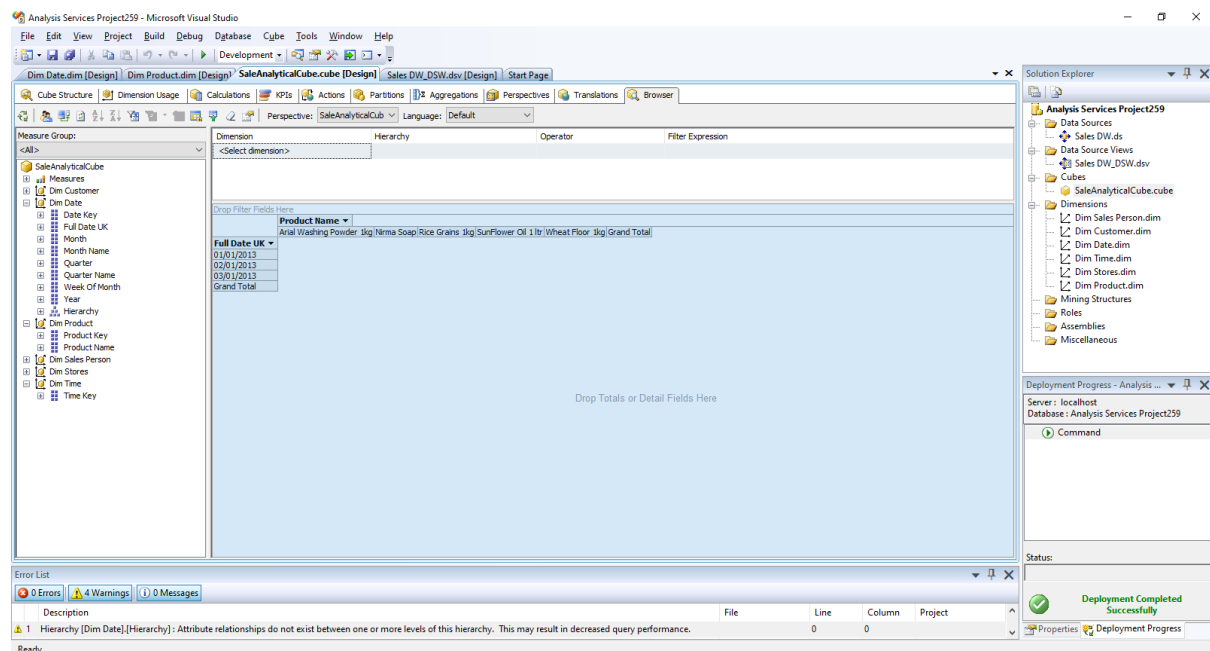 Analysis Services Project259 - Microsoft Visual Studio
File Edit View Project Build Debug Database Cube Tools Window Help
Development
Dim Date.dim [Design] Dim Product.dim [Design] SaleAnalyticalCube.cube [Design] Sales DW_DSW.dsv [Design] Start Page
Cube Structure Dimension Usage Calculations KPIs Actions Partitions Aggregations Perspectives Translations Browser
Perspective: SaleAnalyticalCub Language: Default
Measure Group:
<All>
SaleAnalyticalCube
Measures
Dim Customer
Dim Date
Date Key
Full Date UK
Month
Month Name
Quarter
Quarter Name
Week Of Month
Year
Hierarchy
Dim Product
Product Key
Product Name
Dim Sales Person
Dim Stores
Dim Time
Time Key
Dimension Hierarchy Operator Filter Expression
<Select dimension>
Drop Filter Fields Here
Product Name
Arial Washing Powder 1kg Nirma Soap Rice Grains 1kg SunFlower Oil 1 ltr Wheat Floor 1kg Grand Total
Full Date UK
01/01/2013
02/01/2013
03/01/2013
Grand Total
Drop Totals or Detail Fields Here
Solution Explorer
Analysis Services Project259
Data Sources
Sales DW.ds
Data Source Views
Sales DW_DSW.dsv
Cubes
SaleAnalyticalCube.cube
Dimensions
Dim Sales Person.dim
Dim Customer.dim
Dim Date.dim
Dim Time.dim
Dim Stores.dim
Dim Product.dim
Mining Structures
Roles
Assemblies
Miscellaneous
Deployment Progress - Analysis ...
Server : localhost
Database : Analysis Services Project259
Command
Status:
Deployment Completed
Successfully
Properties Deployment Progress
Error List
0 Errors 4 Warnings 0 Messages
Description File Line Column Project
1 Hierarchy [Dim Date].[Hierarchy] : Attribute relationships do not exist between one or more levels of this hierarchy. This may result in decreased query performance. 0 0
Ready